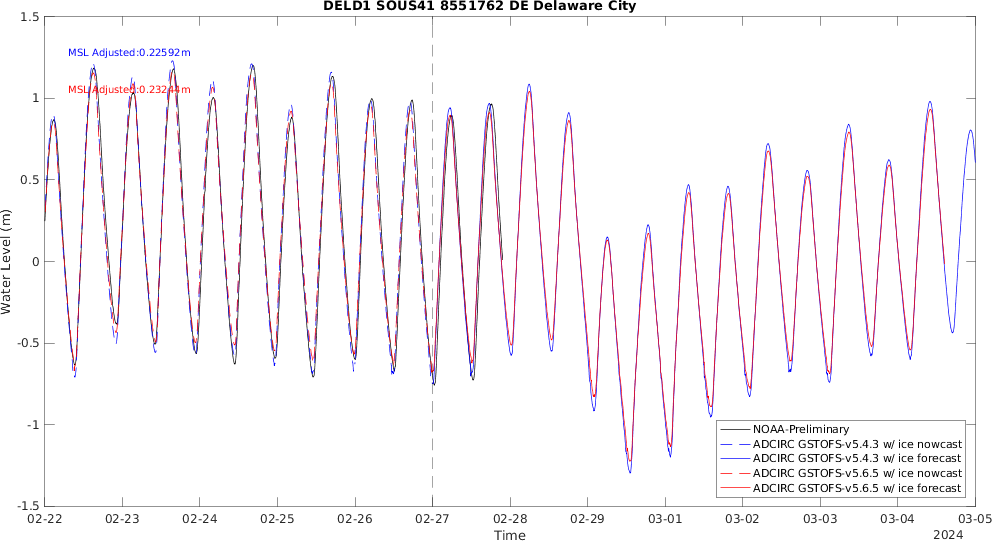 DELD1 SOUS41 8551762 DE Delaware City
1.5
MSL Adjusted:0.22592m
MSL Adjusted:0.23244m
1
0.5
0
-0.5
-1
-1.5
Water Level (m)
NOAA-Preliminary
ADCIRC GSTOFS-v5.4.3 w/ ice nowcast
ADCIRC GSTOFS-v5.4.3 w/ ice forecast
ADCIRC GSTOFS-v5.6.5 w/ ice nowcast
ADCIRC GSTOFS-v5.6.5 w/ ice forecast
02-22 02-23 02-24 02-25 02-26 02-27 02-28 02-29 03-01 03-02 03-03 03-04 03-05
Time
2024